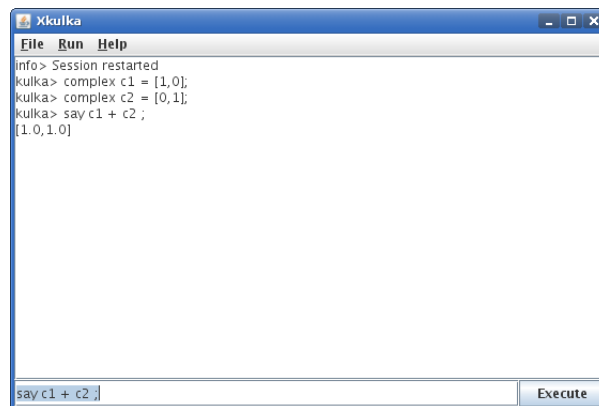 Xkulka
File Run Help
info> Session restarted
kulka> complex c1 = [1,0];
kulka> complex c2 = [0,1];
kulka> say c1 + c2 ;
[1.0,1.0]
say c1 + c2 ;
Execute